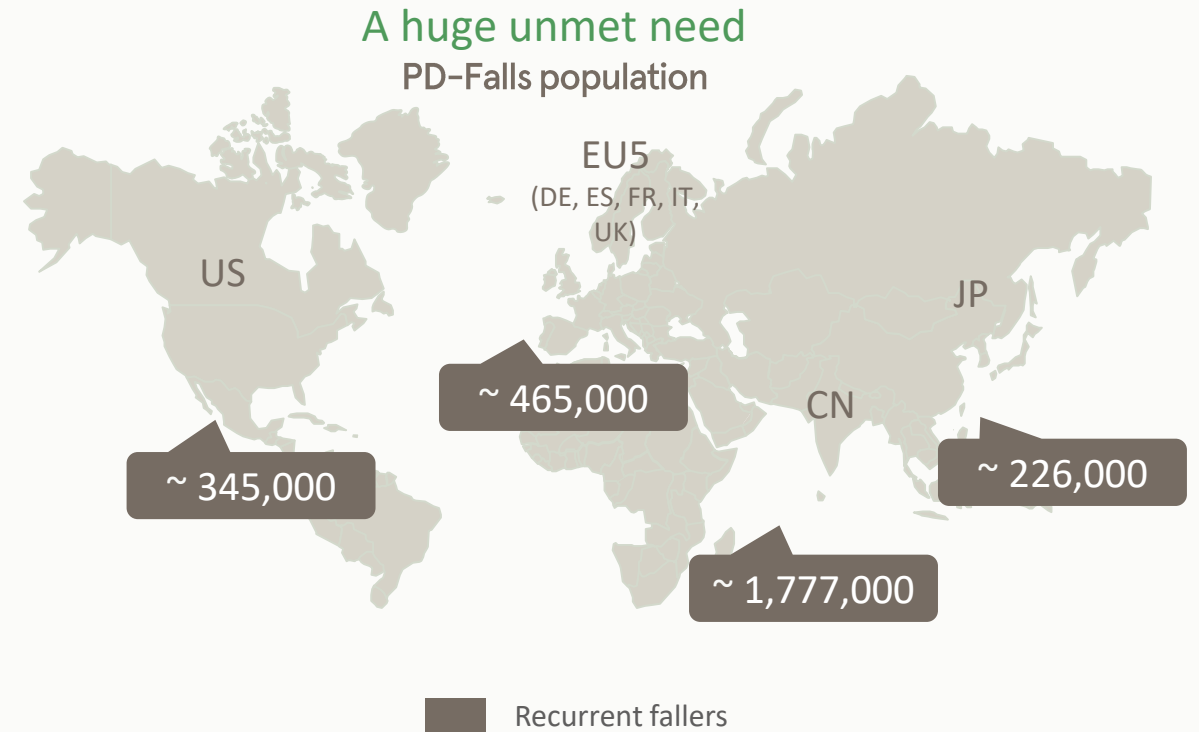 A huge unmet need
PD-Falls population
EU5
(DE, ES, FR, IT,
UK)
US
JP
~ 465,000
CN
~ 345,000
~ 226,000
~ 1,777,000
Recurrent fallers